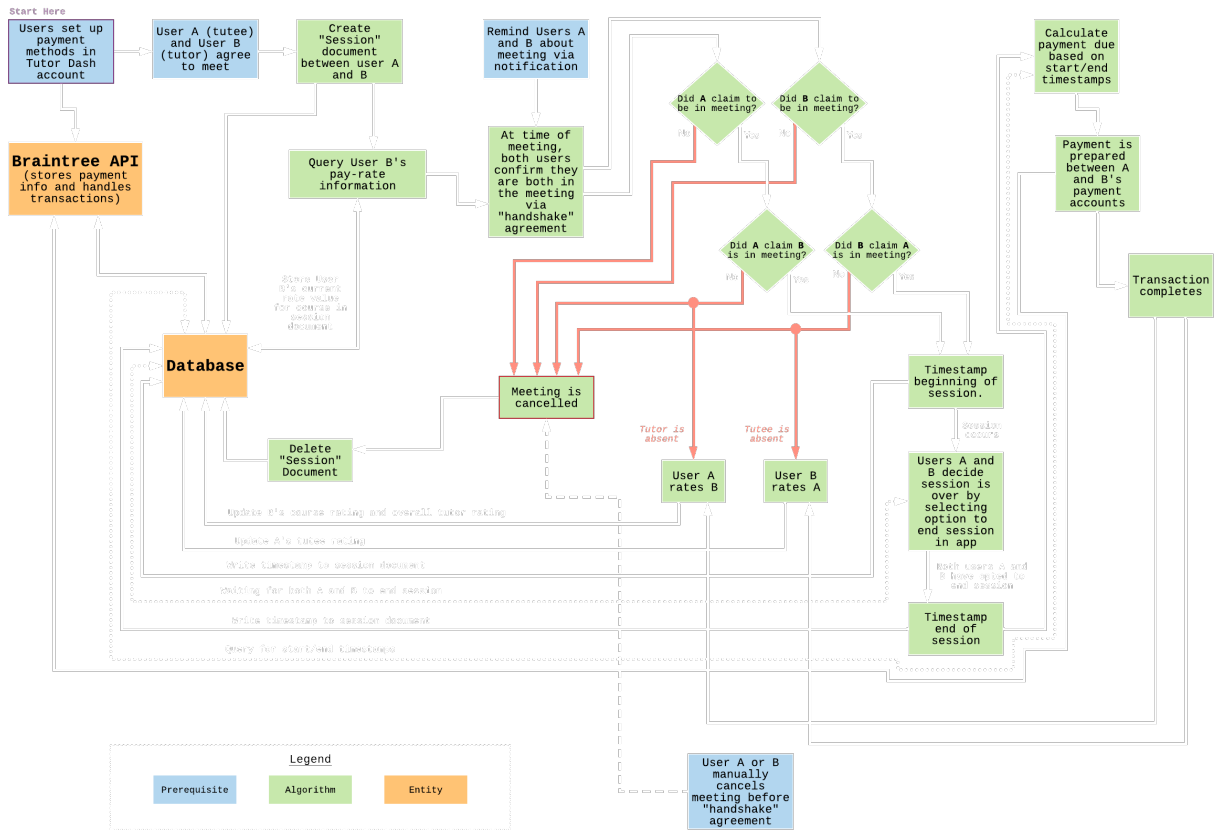 Start Here
Users set up
payment
methods in
Tutor Dash
account
User A (tutee)
and User B
(tutor) agree
to meet
Create
"Session"
document
between user A
and B
Remind Users A
and B about
meeting via
notification
Calculate
payment due
based on
start/end
timestamps
Did A claim to
be in meeting?
Did B claim to
be in meeting?
No
Yes
No
Yes
Braintree API
(stores payment
info and handles
transactions)
Query User B's
pay-rate
information
At time of
meeting,
both users
confirm they
are both in
the meeting
via
"handshake"
agreement
Payment is
prepared
between A
and B's
payment
accounts
Did A claim B
is in meeting?
Did B claim A
is in meeting?
No
Yes
No
Yes
Transaction
completes
Store User
B's current
rate value
for course in
session
document
Database
Timestamp
beginning of
session.
Meeting is
cancelled
Session
occurs
Tutor is
absent
Tutee is
absent
Delete
"Session"
Document
User A
rates B
User B
rates A
Users A and
B decide
session is
over by
selecting
option to
end session
in app
Update B's course rating and overall tutor rating
Update A's tutee rating
Write timestamp to session document
Both Users A and
B have opted to
end session
Waiting for both A and B to end session
Write timestamp to session document
Timestamp
end of
session
Query for start/end timestamps
Legend
Prerequisite
Algorithm
Entity
User A or B
manually
cancels
meeting before
"handshake"
agreement